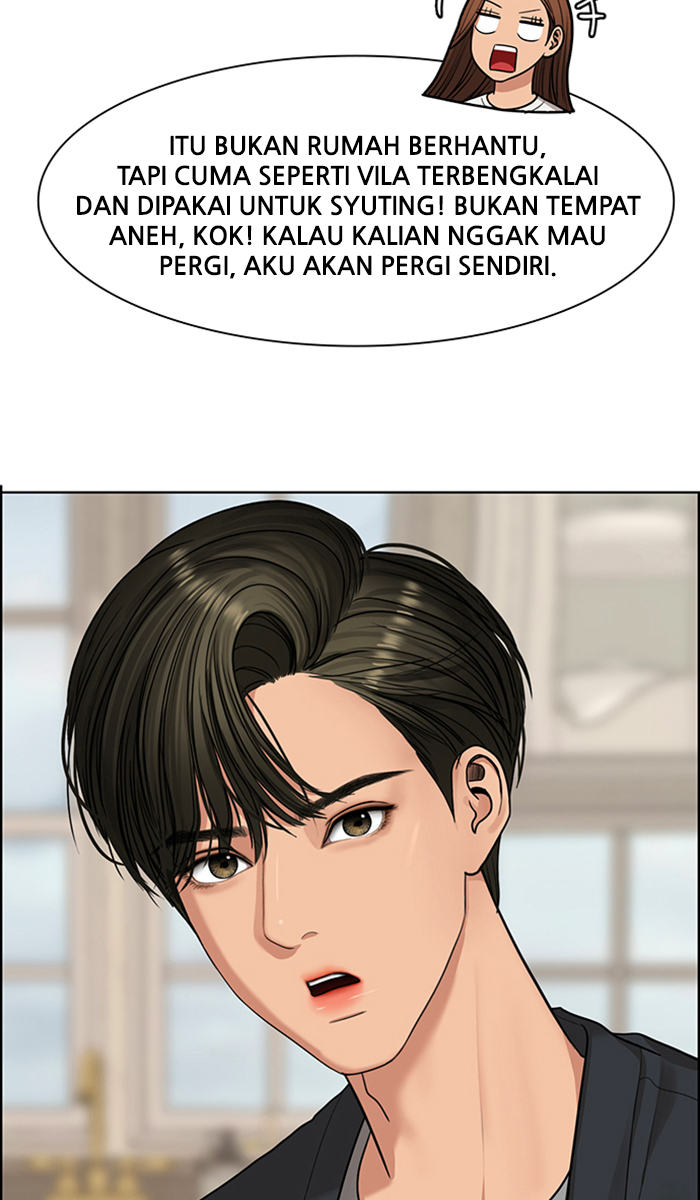 ITU BUKAN RUMAH BERHANTU,
TAPI CUMA SEPERTI VILA TERBENGKALAI
DAN DIPAKAI UNTUK SYUTING! BUKAN TEMPAT
ANEH, KOK! KALAU KALIAN NGGAK MAU
PERGI, AKU AKAN PERGI SENDIRI.